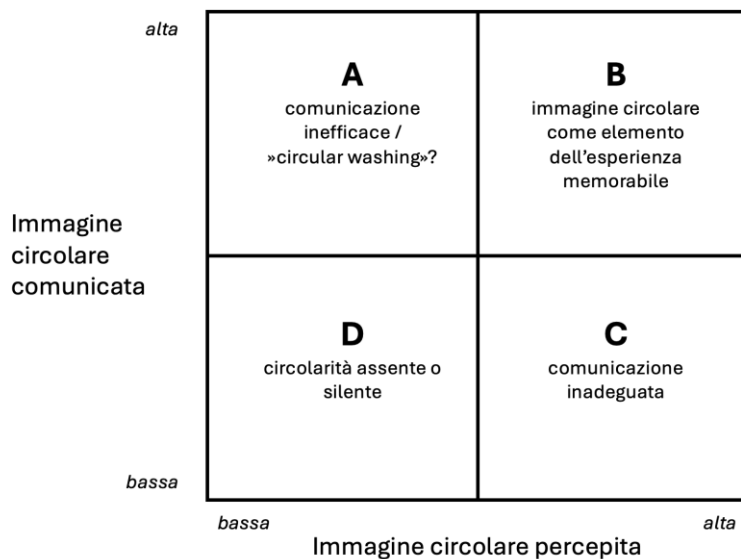 alta
A
comunicazione
inefficace /
»circular washing»?
B
immagine circolare
come elemento
dell'esperienza
memorabile
Immagine
circolare
comunicata
D
circolarità assente o
silente
C
comunicazione
inadeguata
bassa
bassa
alta
Immagine circolare percepita